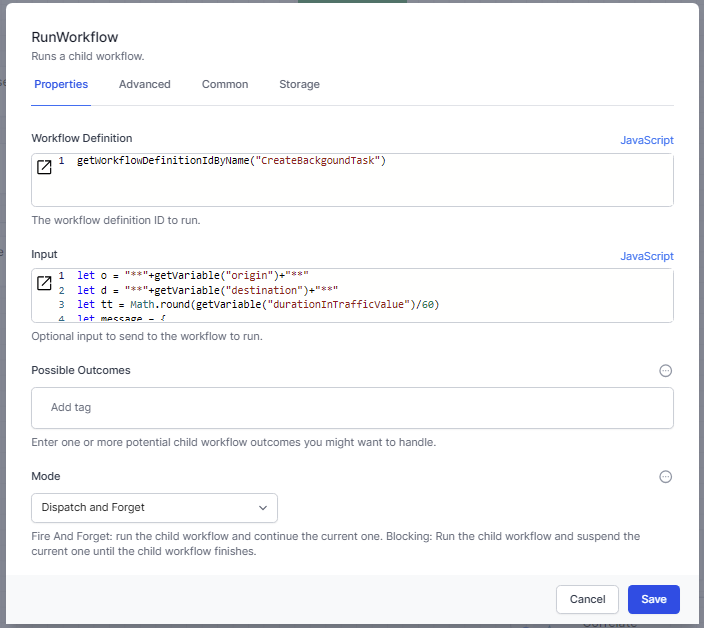 RunWorkflow
Runs a child workflow.
Properties Advanced Common Storage
Workflow Definition JavaScript
1 getWorkflowDefinitionIdByName("CreateBackgoundTask")
The workflow definition ID to run.
Input JavaScript
1 let o = "**"+getVariable("origin")+"**"
2 let d = "**"+getVariable("destination")+"**"
3 let tt = Math.round(getVariable("durationInTrafficValue")/60)
4 let message = {
Optional input to send to the workflow to run.
Possible Outcomes
Add tag
Enter one or more potential child workflow outcomes you might want to handle.
Mode
Dispatch and Forget
Fire And Forget: run the child workflow and continue the current one. Blocking: Run the child workflow and suspend the
current one until the child workflow finishes.
Cancel Save
Correlate